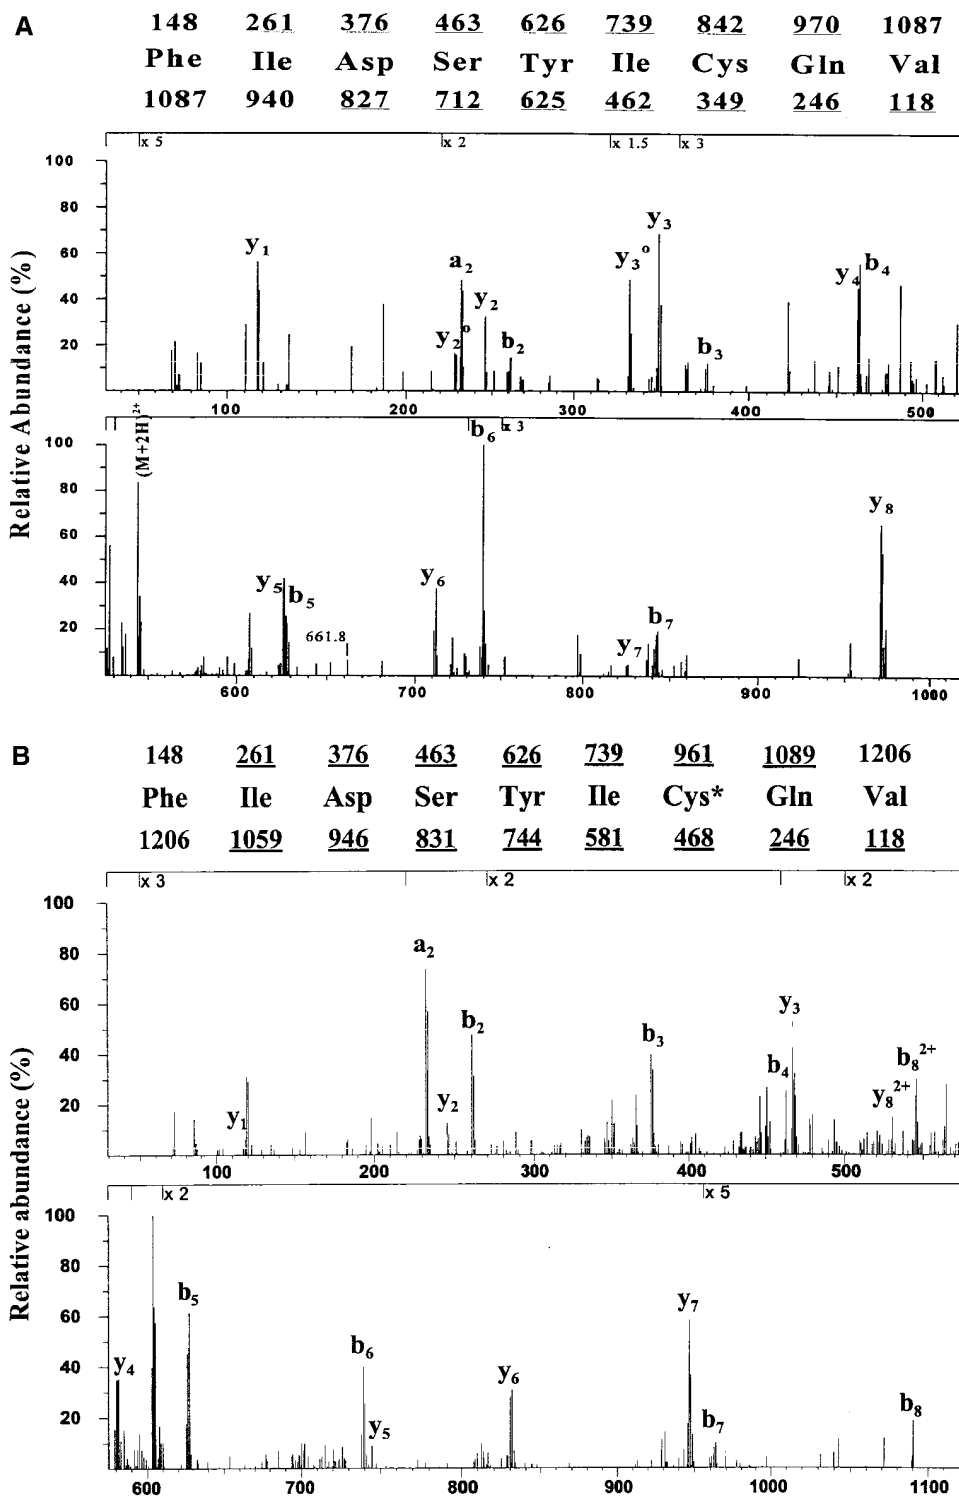 A
148 261 376 463 626 739 842 970 1087
Phe Ile Asp Ser Tyr Ile Cys Gln Val
1087 940 827 712 625 462 349 246 118
x 5 x 2 x 1.5 x 3
Relative Abundance (%)
100
80
60
40
20
y1
y2o
a2
y2
b2
y3o
y3
b3
y4
b4
100 200 300 400 500
x 3
100
80
60
40
20
(M+2H)2+
y5
b5
661.8
y6
b6
y7
b7
y8
600 700 800 900 1000
B
148 261 376 463 626 739 961 1089 1206
Phe Ile Asp Ser Tyr Ile Cys* Gln Val
1206 1059 946 831 744 581 468 246 118
x 3 x 2 x 2
Relative abundance (%)
100
80
60
40
20
y1
a2
y2
b2
b3
b4
y3
y8 2+
b8 2+
100 200 300 400 500
x 2 x 5
100
80
60
40
20
y4
b5
b6
y5
y6
y7
b7
b8
600 700 800 900 1000 1100